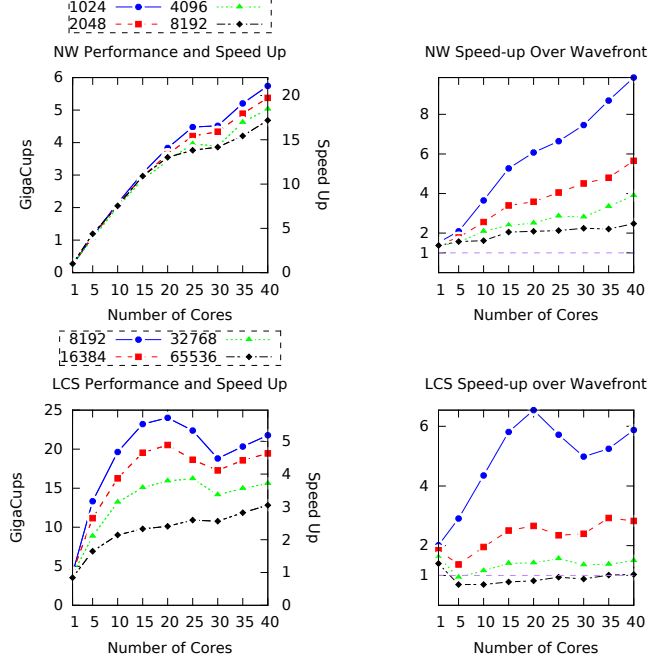 1024 4096
2048 8192
NW Performance and Speed Up
NW Speed-up Over Wavefront
GigaCups
6
5
4
3
2
1
0
20
15
10
5
0
Speed Up
1 5 10 15 20 25 30 35 40
Number of Cores
8
6
4
2
1
1 5 10 15 20 25 30 35 40
Number of Cores
8192 32768
16384 65536
LCS Performance and Speed Up
LCS Speed-up over Wavefront
GigaCups
25
20
15
10
5
0
5
4
3
2
1
0
Speed Up
1 5 10 15 20 25 30 35 40
Number of Cores
6
4
2
1
1 5 10 15 20 25 30 35 40
Number of Cores